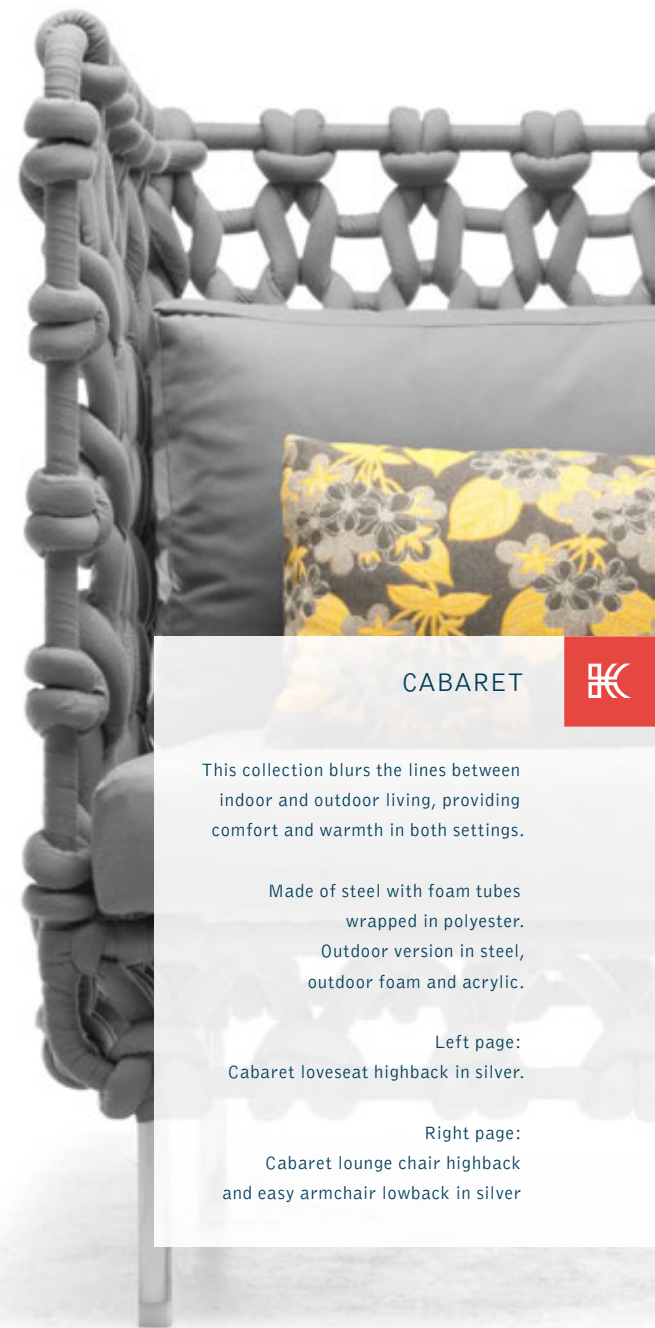 CABARET
This collection blurs the lines between
indoor and outdoor living, providing
comfort and warmth in both settings.
Made of steel with foam tubes
wrapped in polyester.
Outdoor version in steel,
outdoor foam and acrylic.
Left page:
Cabaret loveseat highback in silver.
Right page:
Cabaret lounge chair highback
and easy armchair lowback in silver